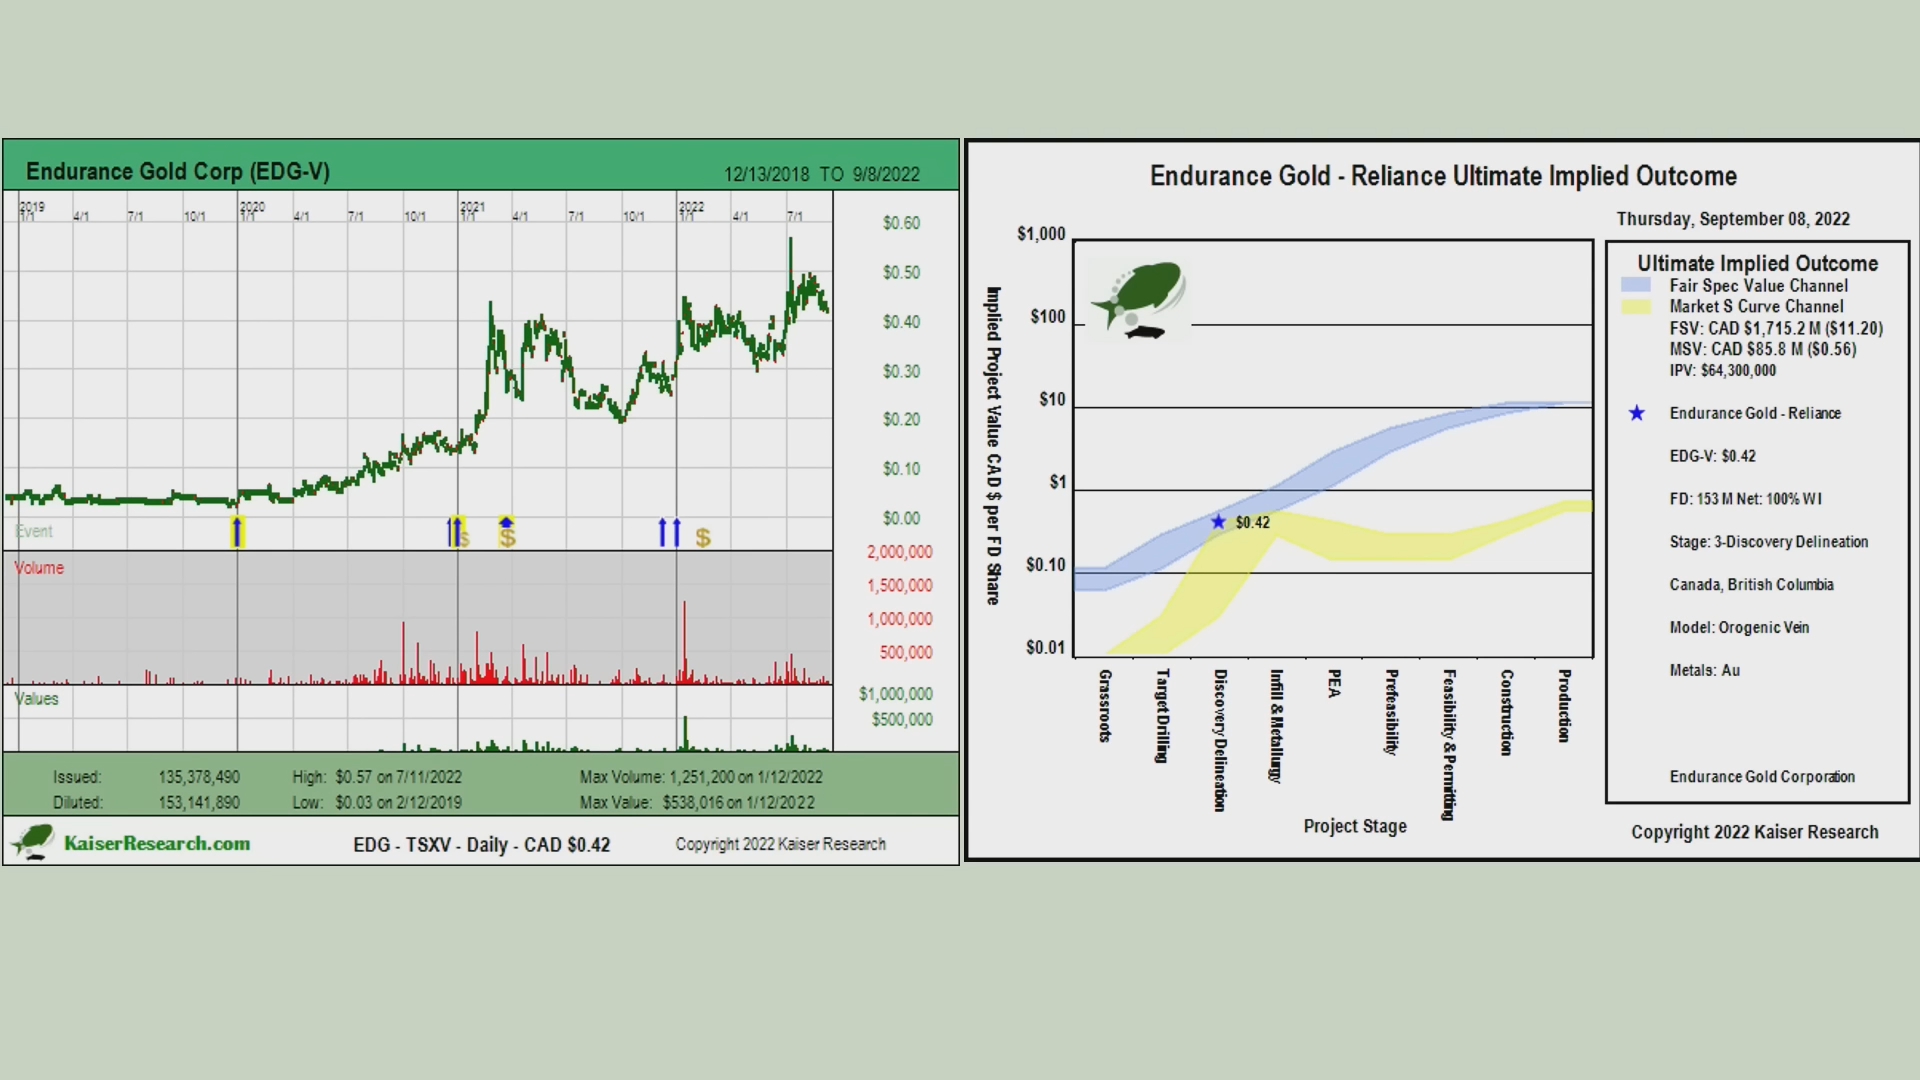 Endurance Gold Corp (EDG-V)
12/13/2018 TO 9/8/2022
2019 2020 2021 2022
1/1 4/1 7/1 10/1 1/1 4/1 7/1 10/1 1/1 4/1 7/1 10/1 1/1 4/1 7/1
$0.60
$0.50
$0.40
$0.30
$0.20
$0.10
$0.00
Event
$ $ $
2,000,000
Volume
1,500,000
1,000,000
500,000
Values
$1,000,000
$500,000
Issued: 135,378,490 High: $0.57 on 7/11/2022 Max Volume: 1,251,200 on 1/12/2022
Diluted: 153,141,890 Low: $0.03 on 2/12/2019 Max Value: $538,016 on 1/12/2022
KaiserResearch.com
EDG - TSXV - Daily - CAD $0.42
Copyright 2022 Kaiser Research
Endurance Gold - Reliance Ultimate Implied Outcome
Thursday, September 08, 2022
Implied Project Value CAD $ per FD Share
$1,000
$100
$10
$1
$0.10
$0.01
$0.42
Grassroots
Target Drilling
Discovery Delineation
Infill & Metallurgy
PEA
Prefeasibility
Feasibility & Permitting
Construction
Production
Project Stage
Ultimate Implied Outcome
Fair Spec Value Channel
Market S Curve Channel
FSV: CAD $1,715.2 M ($11.20)
MSV: CAD $85.8 M ($0.56)
IPV: $64,300,000
Endurance Gold - Reliance
EDG-V: $0.42
FD: 153 M Net: 100% WI
Stage: 3-Discovery Delineation
Canada, British Columbia
Model: Orogenic Vein
Metals: Au
Endurance Gold Corporation
Copyright 2022 Kaiser Research